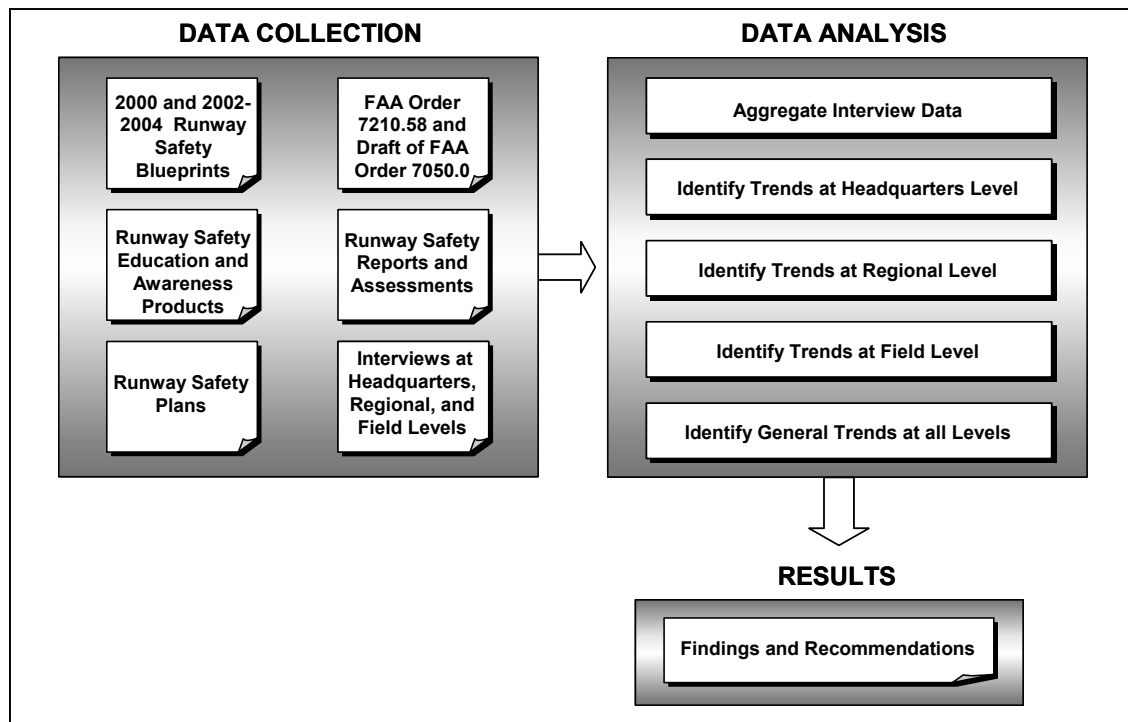 DATA COLLECTION
2000 and 2002-
2004 Runway
Safety
Blueprints
FAA Order
7210.58 and
Draft of FAA
Order 7050.0
Runway Safety
Education and
Awareness
Products
Runway Safety
Reports and
Assessments
Runway Safety
Plans
Interviews at
Headquarters,
Regional, and
Field Levels
DATA ANALYSIS
Aggregate Interview Data
Identify Trends at Headquarters Level
Identify Trends at Regional Level
Identify Trends at Field Level
Identify General Trends at all Levels
RESULTS
Findings and Recommendations